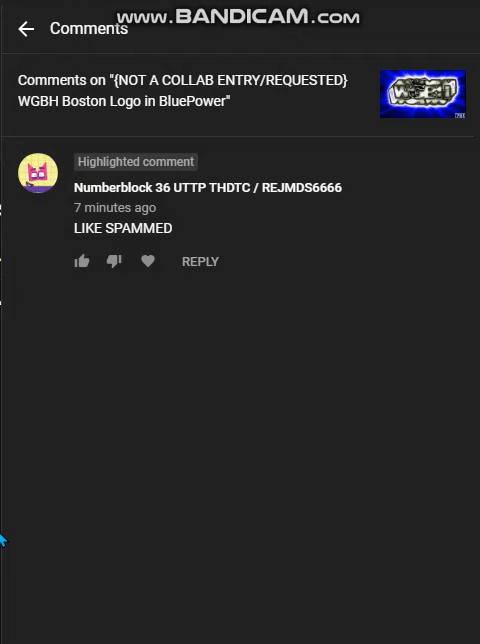 www.BANDICAM.com
Comments
Comments on "{NOT A COLLAB ENTRY/REQUESTED}
WGBH Boston Logo in BluePower"
Highlighted comment
Numberblock 36 UTTP THDTC / REJMDS6666
7 minutes ago
LIKE SPAMMED
REPLY